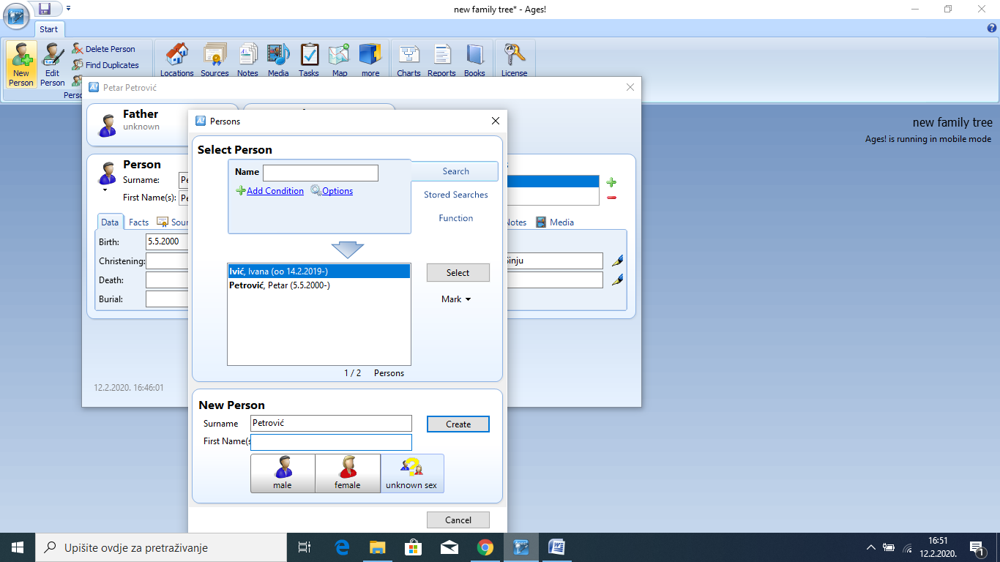 new family tree* - Ages!
Start
Delete Person
Find Duplicates
New Person
Edit Person
Locations
Sources
Notes
Media
Tasks
Map
more
Charts
Reports
Books
License
Petar Petrović
new family tree
Ages! is running in mobile mode
Father
unknown
Person
Surname:
First Name(s):
Data
Facts
Notes
Media
Birth:
5.5.2000
Christening:
Death:
Burial:
12.2.2020. 16:46:01
Persons
Select Person
Name
Add Condition
Options
Search
Stored Searches
Function
Ivić, Ivana (oo 14.2.2019-)
Petrović, Petar (5.5.2000-)
Select
Mark
1 / 2 Persons
New Person
Surname
Petrović
First Name(s
Create
male
female
unknown sex
Cancel
Upišite ovdje za pretraživanje
16:51
12.2.2020.
1